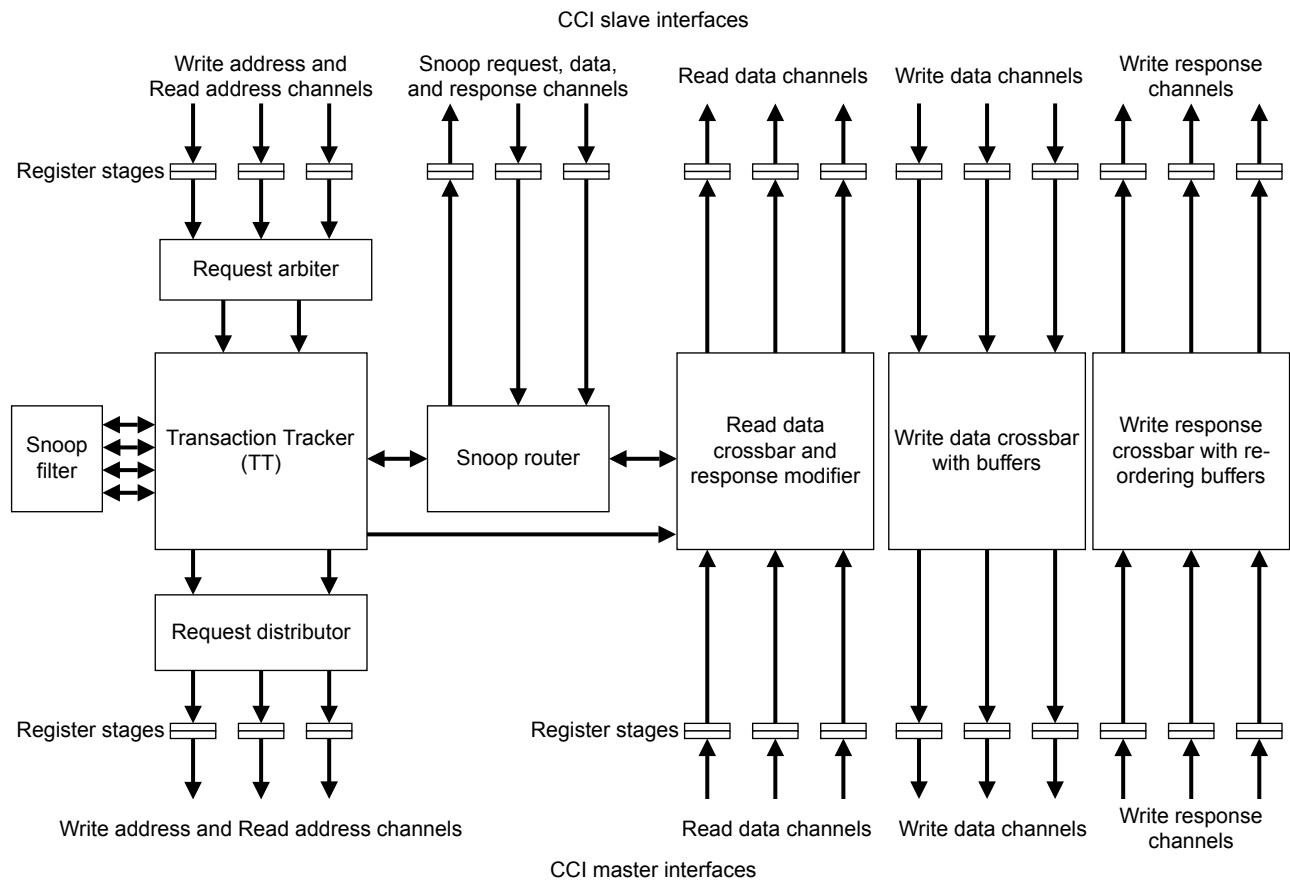 CCI slave interfaces
Write address and
Read address channels
Snoop request, data,
and response channels
Read data channels
Write data channels
Write response
channels
Register stages
Request arbiter
Snoop
filter
Transaction Tracker
(TT)
Snoop router
Read data
crossbar and
response modifier
Write data crossbar
with buffers
Write response
crossbar with re-
ordering buffers
Request distributor
Register stages
Register stages
Write address and Read address channels
Read data channels
Write data channels
Write response
channels
CCI master interfaces